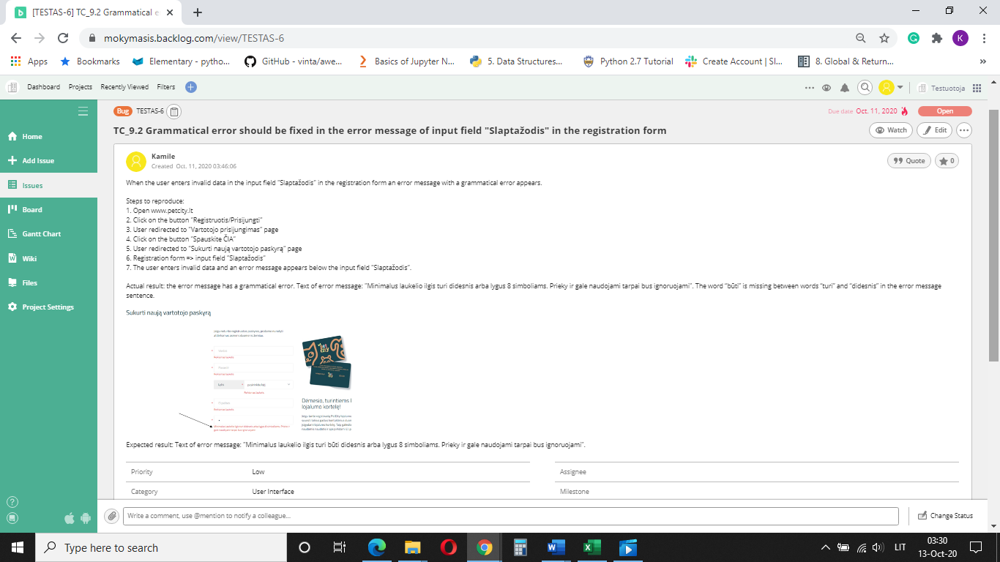 [TESTAS-6] TC_9.2 Grammatical e
mokymasis.backlog.com/view/TESTAS-6
K
Apps
Bookmarks
Elementary - pytho...
GitHub - vinta/awe...
Basics of Jupyter N...
5. Data Structures...
Python 2.7 Tutorial
Create Account | Sl...
8. Global & Return...
»
Dashboard Projects Recently Viewed Filters
Testuotoja
Bug TESTAS-6
Due date Oct. 11, 2020
Open
TC_9.2 Grammatical error should be fixed in the error message of input field "Slaptažodis" in the registration form
Watch
Edit
Home
Add Issue
Issues
Board
Gantt Chart
Wiki
Files
Project Settings
Kamile
Created Oct. 11, 2020 03:46:06
Quote
0
When the user enters invalid data in the input field "Slaptažodis" in the registration form an error message with a grammatical error appears.
Steps to reproduce:
1. Open www.petcity.lt
2. Click on the button "Registruotis/Prisijungti"
3. User redirected to "Vartotojo prisijungimas" page
4. Click on the button "Spauskite ČIA"
5. User redirected to "Sukurti naują vartotojo paskyrą" page
6. Registration form => input field "Slaptažodis"
7. The user enters invalid data and an error message appears below the input field "Slaptažodis".
Actual result: the error message has a grammatical error. Text of error message: "Minimalus laukelio ilgis turi didesnis arba lygus 8 simboliams. Prieky ir gale naudojami tarpai bus ignoruojami". The word "būti" is missing between words "turi" and "didesnis" in the error message
sentence.
Sukurti naują vartotojo paskyrą
pet city
Dėmesio, turintiems l
lojalumo kortelę!
Expected result: Text of error message: "Minimalus laukelio ilgis turi būti didesnis arba lygus 8 simboliams. Prieky ir gale naudojami tarpai bus ignoruojami".
Priority Low
Assignee
Category User Interface
Milestone
Write a comment, use @mention to notify a colleague...
Change Status
Type here to search
LIT
03:30
13-Oct-20